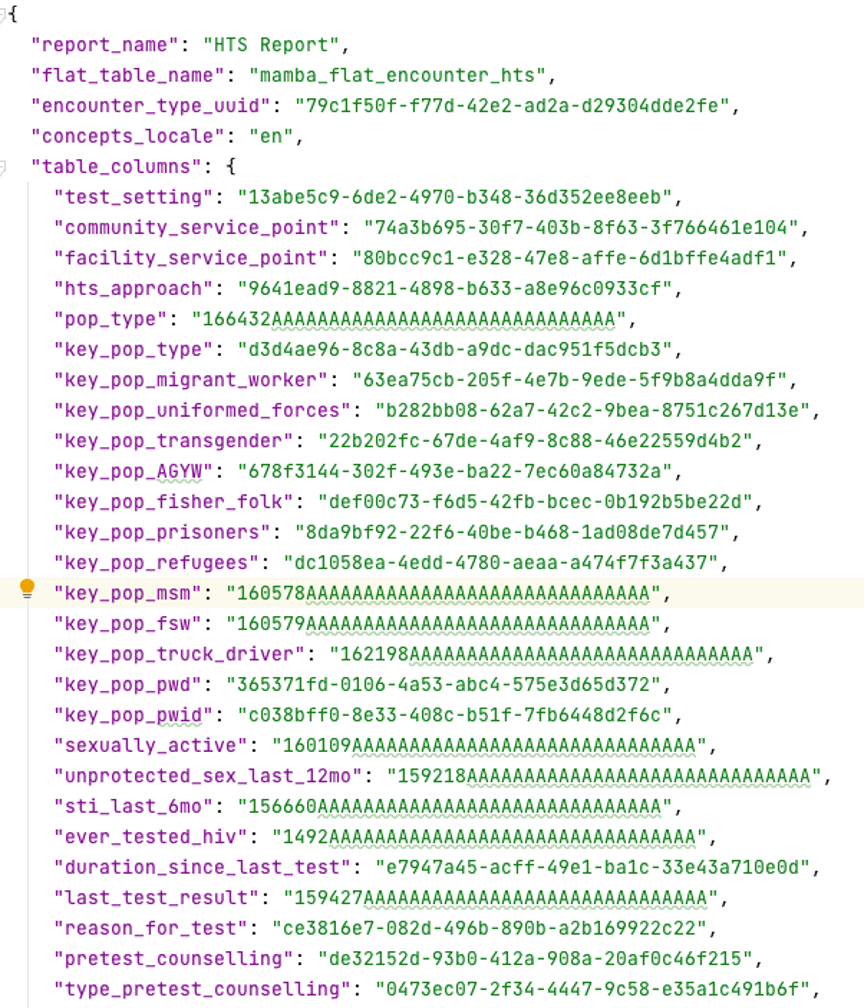 {
"report_name": "HTS Report",
"flat_table_name": "mamba_flat_encounter_hts",
"encounter_type_uuid": "79c1f50f-f77d-42e2-ad2a-d29304dde2fe",
"concepts_locale": "en",
"table_columns": {
"test_setting": "13abe5c9-6de2-4970-b348-36d352ee8eeb",
"community_service_point": "74a3b695-30f7-403b-8f63-3f766461e104",
"facility_service_point": "80bcc9c1-e328-47e8-affe-6d1bffe4adf1",
"hts_approach": "9641ead9-8821-4898-b633-a8e96c0933cf",
"pop_type": "166432AAAAAAAAAAAAAAAAAAAAAAAAAAAAAA",
"key_pop_type": "d3d4ae96-8c8a-43db-a9dc-dac951f5dcb3",
"key_pop_migrant_worker": "63ea75cb-205f-4e7b-9ede-5f9b8a4dda9f",
"key_pop_uniformed_forces": "b282bb08-62a7-42c2-9bea-8751c267d13e",
"key_pop_transgender": "22b202fc-67de-4af9-8c88-46e22559d4b2",
"key_pop_AGYW": "678f3144-302f-493e-ba22-7ec60a84732a",
"key_pop_fisher_folk": "def00c73-f6d5-42fb-bcec-0b192b5be22d",
"key_pop_prisoners": "8da9bf92-22f6-40be-b468-1ad08de7d457",
"key_pop_refugees": "dc1058ea-4edd-4780-aeaa-a474f7f3a437",
"key_pop_msm": "160578AAAAAAAAAAAAAAAAAAAAAAAAAAAAAA",
"key_pop_fsw": "160579AAAAAAAAAAAAAAAAAAAAAAAAAAAAAA",
"key_pop_truck_driver": "162198AAAAAAAAAAAAAAAAAAAAAAAAAAAAAA",
"key_pop_pwd": "365371fd-0106-4a53-abc4-575e3d65d372",
"key_pop_pwid": "c038bff0-8e33-408c-b51f-7fb6448d2f6c",
"sexually_active": "160109AAAAAAAAAAAAAAAAAAAAAAAAAAAAAA",
"unprotected_sex_last_12mo": "159218AAAAAAAAAAAAAAAAAAAAAAAAAAAAAA",
"sti_last_6mo": "156660AAAAAAAAAAAAAAAAAAAAAAAAAAAAAA",
"ever_tested_hiv": "1492AAAAAAAAAAAAAAAAAAAAAAAAAAAAAAAA",
"duration_since_last_test": "e7947a45-acff-49e1-ba1c-33e43a710e0d",
"last_test_result": "159427AAAAAAAAAAAAAAAAAAAAAAAAAAAAAA",
"reason_for_test": "ce3816e7-082d-496b-890b-a2b169922c22",
"pretest_counselling": "de32152d-93b0-412a-908a-20af0c46f215",
"type_pretest_counselling": "0473ec07-2f34-4447-9c58-e35a1c491b6f",